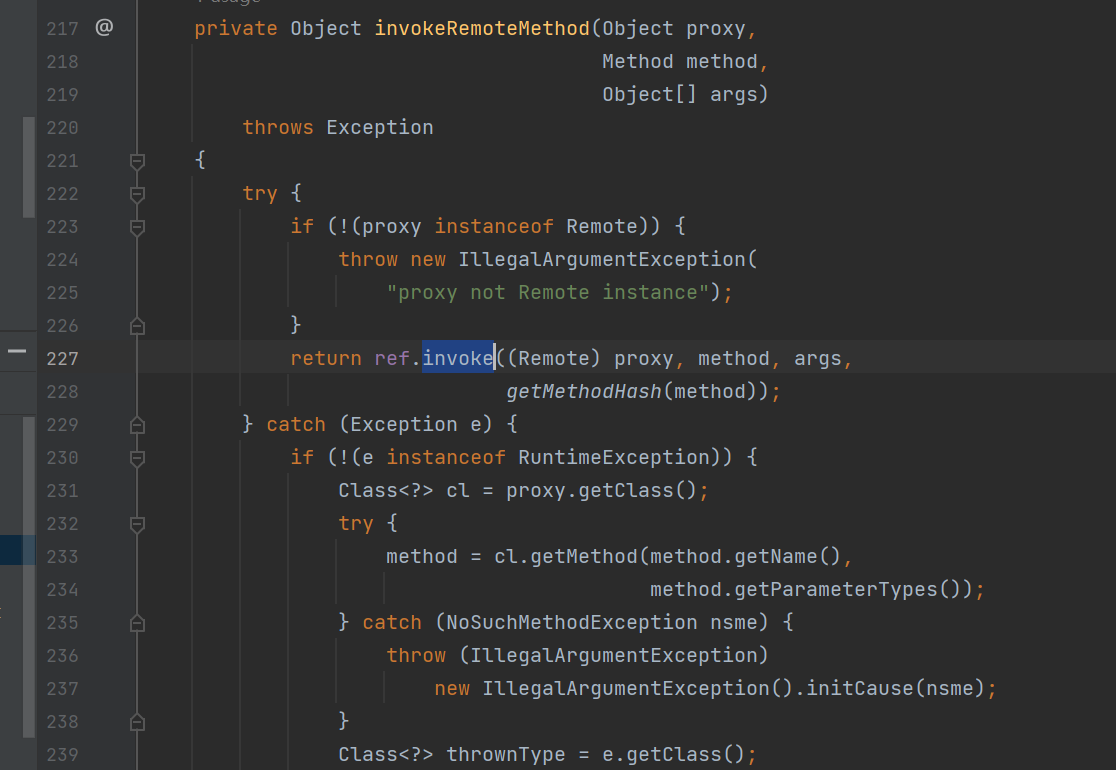 217 @ private Object invokeRemoteMethod(Object proxy,
218 Method method,
219 Object[] args)
220 throws Exception
221 {
222 try {
223 if (!(proxy instanceof Remote)) {
224 throw new IllegalArgumentException(
225 "proxy not Remote instance");
226 }
227 return ref.invoke((Remote) proxy, method, args,
228 getMethodHash(method));
229 } catch (Exception e) {
230 if (!(e instanceof RuntimeException)) {
231 Class<?> cl = proxy.getClass();
232 try {
233 method = cl.getMethod(method.getName(),
234 method.getParameterTypes());
235 } catch (NoSuchMethodException nsme) {
236 throw (IllegalArgumentException)
237 new IllegalArgumentException().initCause(nsme);
238 }
239 Class<?> thrownType = e.getClass();